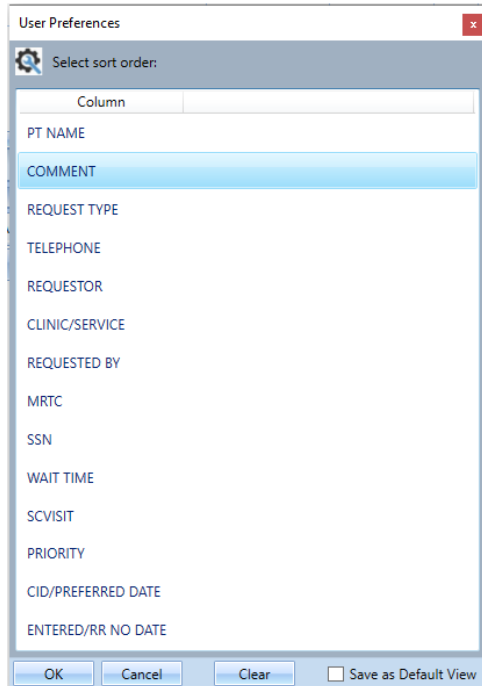 User Preferences
x
Select sort order:
Column
PT NAME
COMMENT
REQUEST TYPE
TELEPHONE
REQUESTOR
CLINIC/SERVICE
REQUESTED BY
MRTC
SSN
WAIT TIME
SCVISIT
PRIORITY
CID/PREFERRED DATE
ENTERED/RR NO DATE
OK Cancel Clear Save as Default View